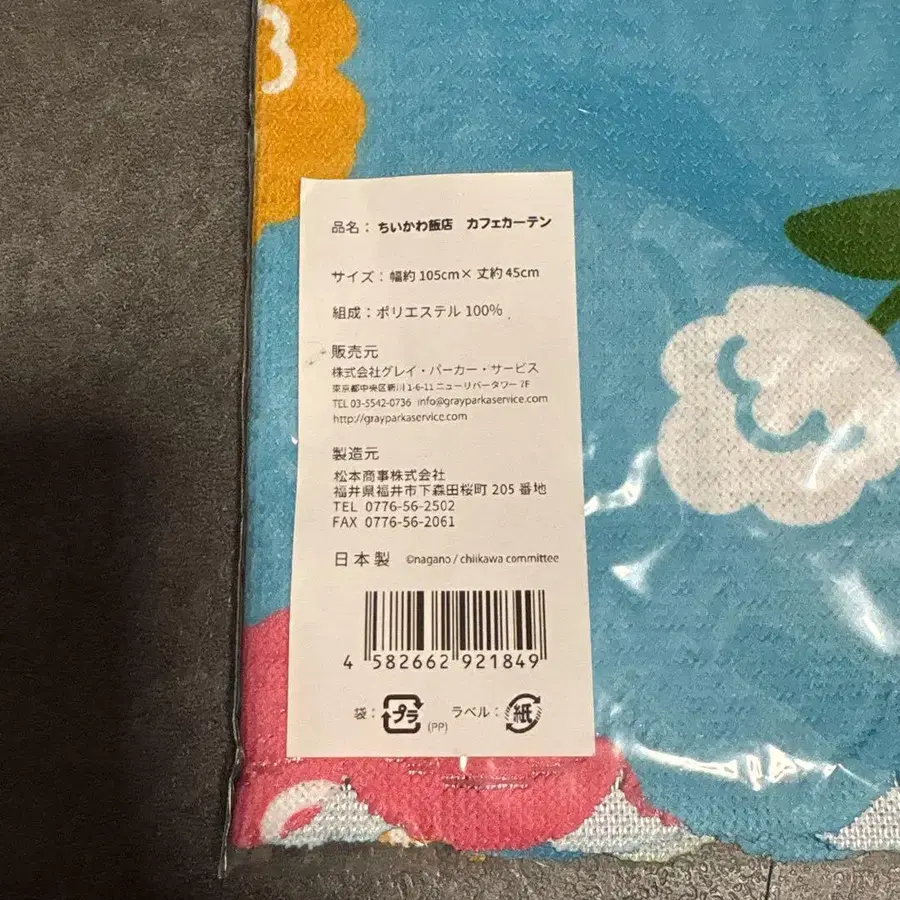 品名：ちいかわ飯店　カフェカーテン
サイズ：幅約 105cm× 丈約 45cm
組成：ポリエステル 100%
販売元
株式会社グレイ・パーカー・サービス
東京都中央区新川 1-6-11 ニューリバータワー 7F
TEL 03-5542-0736 info@grayparkaservice.com
http://grayparkaservice.com
製造元
松本商事株式会社
福井県福井市下森田桜町 205 番地
TEL 0776-56-2502
FAX 0776-56-2061
日本製 ©nagano / chiikawa committee
4 582662 921849
袋：プラ (PP) ラベル：紙